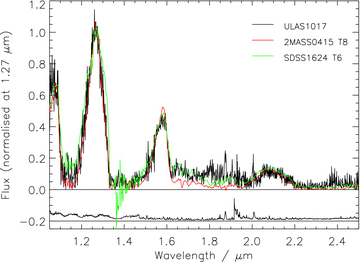 1.2
1.0
0.8
0.6
0.4
0.2
0.0
−0.2
Flux (normalised at 1.27 μm)
ULAS1017
2MASS0415 T8
SDSS1624 T6
1.2 1.4 1.6 1.8 2.0 2.2 2.4
Wavelength / μm